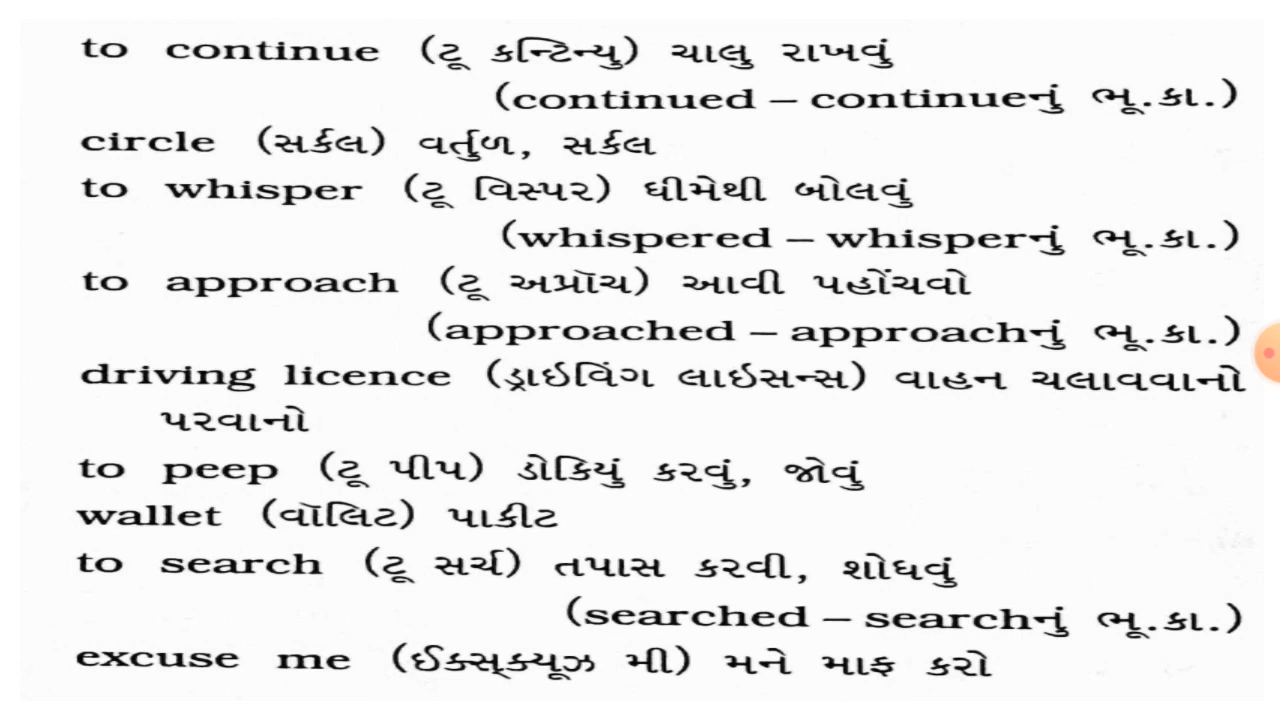 to continue (ટૂ કન્ટિન્યુ) ચાલુ રાખવું
(continued – continueનું ભૂ.કા.)
circle (સર્કલ) વર્તુળ, સર્કલ
to whisper (ટૂ વિસ્પર) ધીમેથી બોલવું
(whispered – whisperનું ભૂ.કા.)
to approach (ટૂ અપ્રૉચ) આવી પહોંચવો
(approached – approachનું ભૂ.કા.)
driving licence (ડ્રાઇવિંગ લાઇસન્સ) વાહન ચલાવવાનો
પરવાનો
to peep (ટૂ પીપ) ડોકિયું કરવું, જોવું
wallet (વૉલિટ) પાકીટ
to search (ટૂ સર્ચ) તપાસ કરવી, શોધવું
(searched – searchનું ભૂ.કા.)
excuse me (ઈક્સ્ક્યૂઝ મી) મને માફ કરો